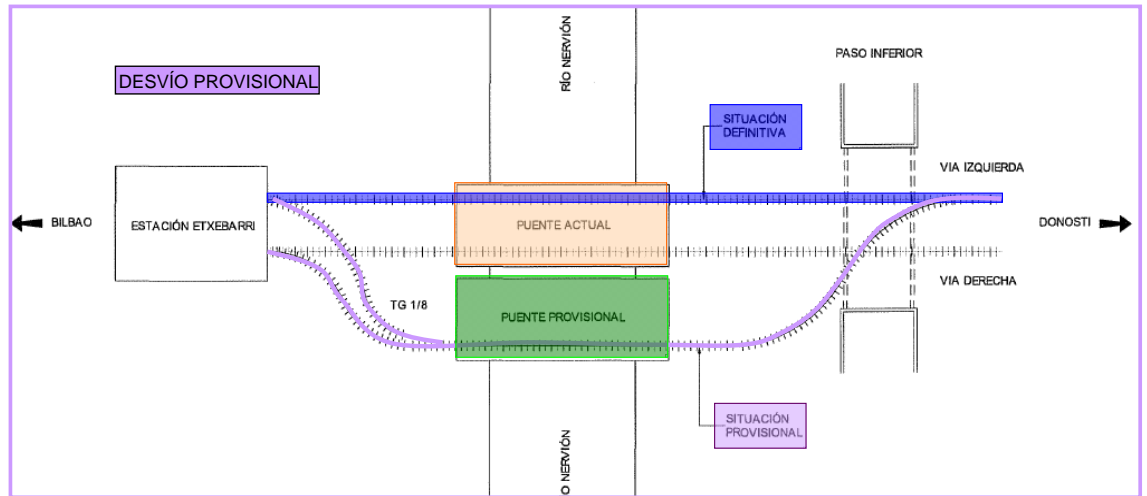 RÍO NERVIÓN
PASO INFERIOR
DESVÍO PROVISIONAL
SITUACIÓN
DEFINITIVA
VIA IZQUIERDA
BILBAO
ESTACIÓN ETXEBARRI
PUENTE ACTUAL
DONOSTI
VIA DERECHA
TG 1/8
PUENTE PROVISIONAL
SITUACIÓN
PROVISIONAL
O NERVIÓN